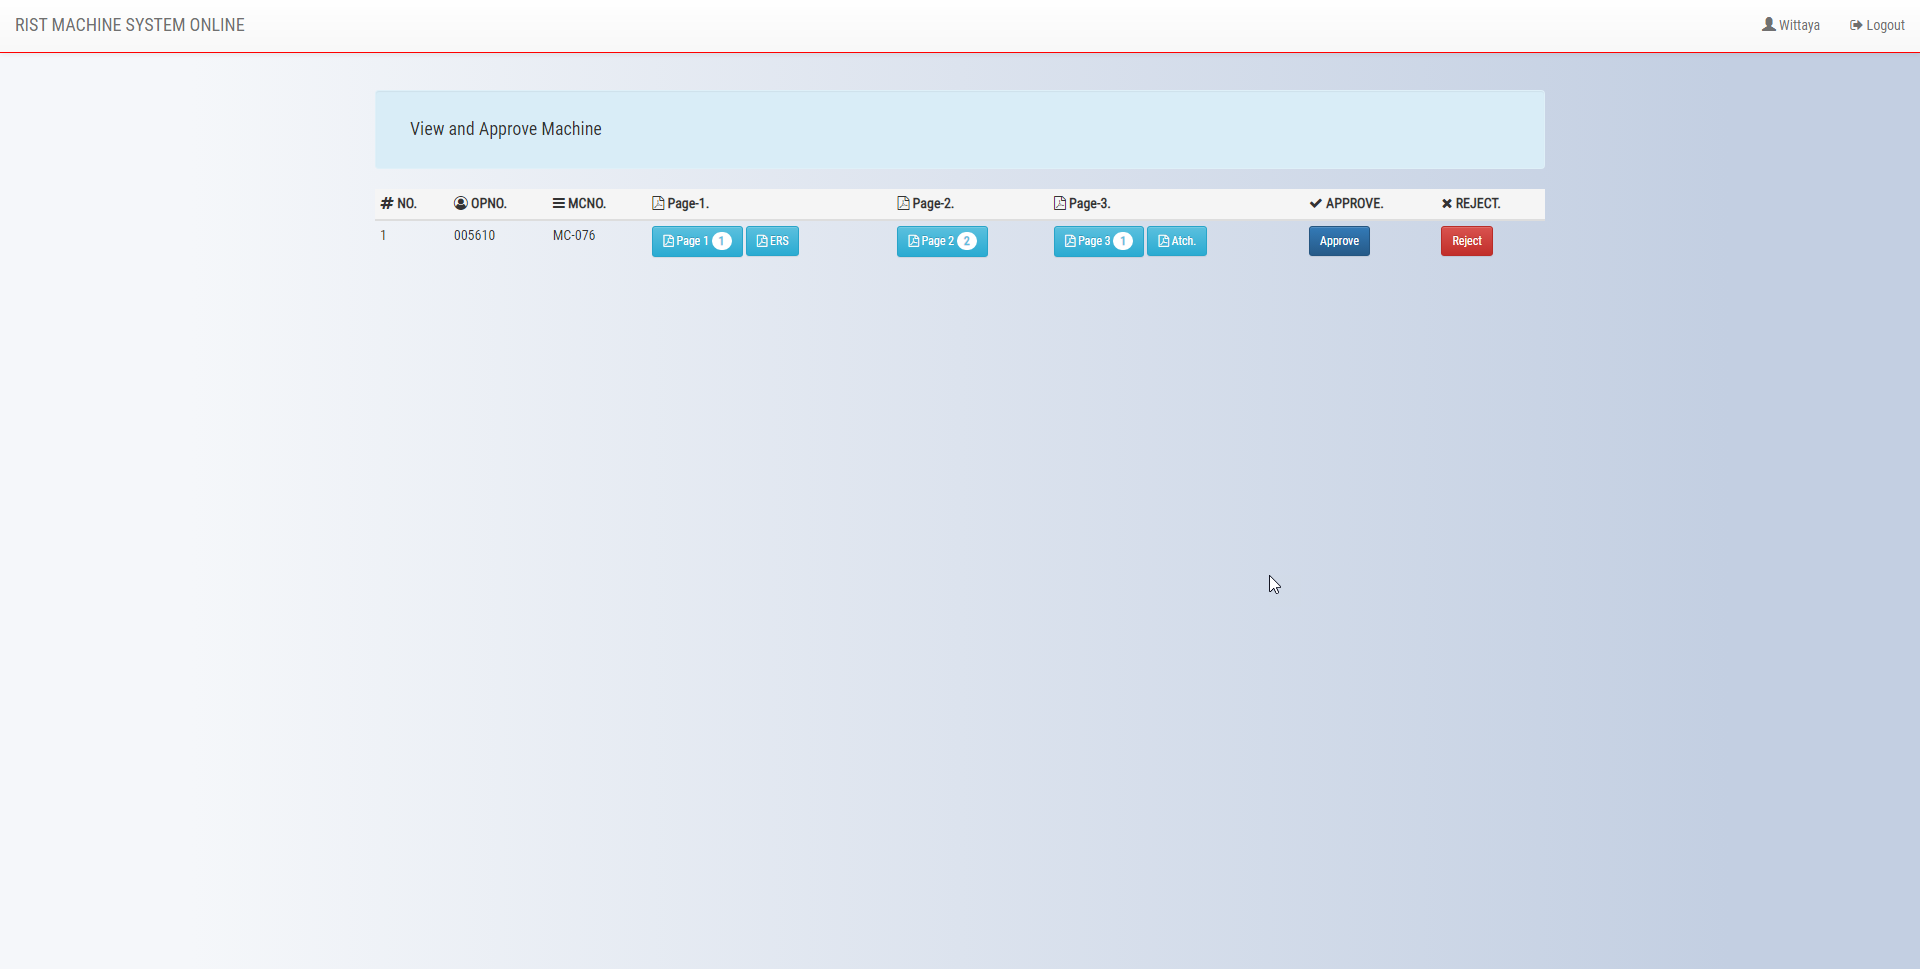 RIST MACHINE SYSTEM ONLINE Wittaya Logout
View and Approve Machine
# NO. OPNO. MCNO. Page-1. Page-2. Page-3. APPROVE. REJECT.
1 005610 MC-076 Page 1 1 ERS Page 2 2 Page 3 1 Atch. Approve Reject